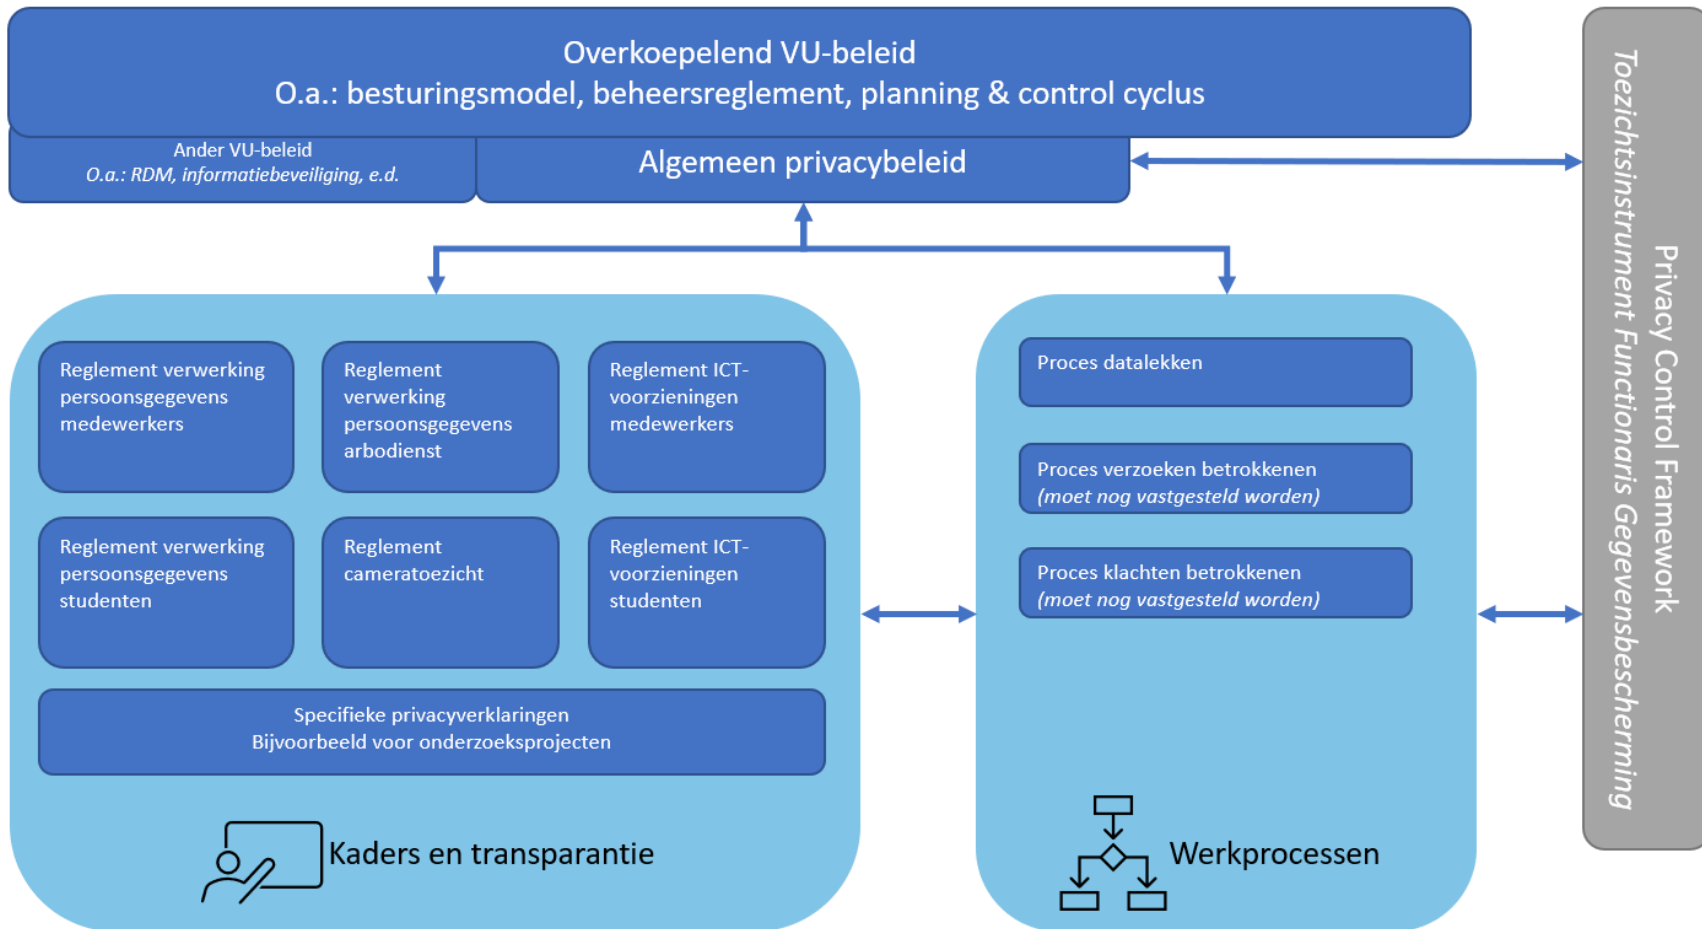 Overkoepelend VU-beleid
O.a.: besturingsmodel, beheersreglement, planning & control cyclus
Ander VU-beleid
O.a.: RDM, informatiebeveiliging, e.d.
Algemeen privacybeleid
Reglement verwerking
persoonsgegevens
medewerkers
Reglement
verwerking
persoonsgegevens
arbodienst
Reglement ICT-
voorzieningen
medewerkers
Reglement verwerking
persoonsgegevens
studenten
Reglement
cameratoezicht
Reglement ICT-
voorzieningen
studenten
Specifieke privacyverklaringen
Bijvoorbeeld voor onderzoeksprojecten
Kaders en transparantie
Proces datalekken
Proces verzoeken betrokkenen
(moet nog vastgesteld worden)
Proces klachten betrokkenen
(moet nog vastgesteld worden)
Werkprocessen
Privacy Control Framework
Toezichtsinstrument Functionaris Gegevensbescherming